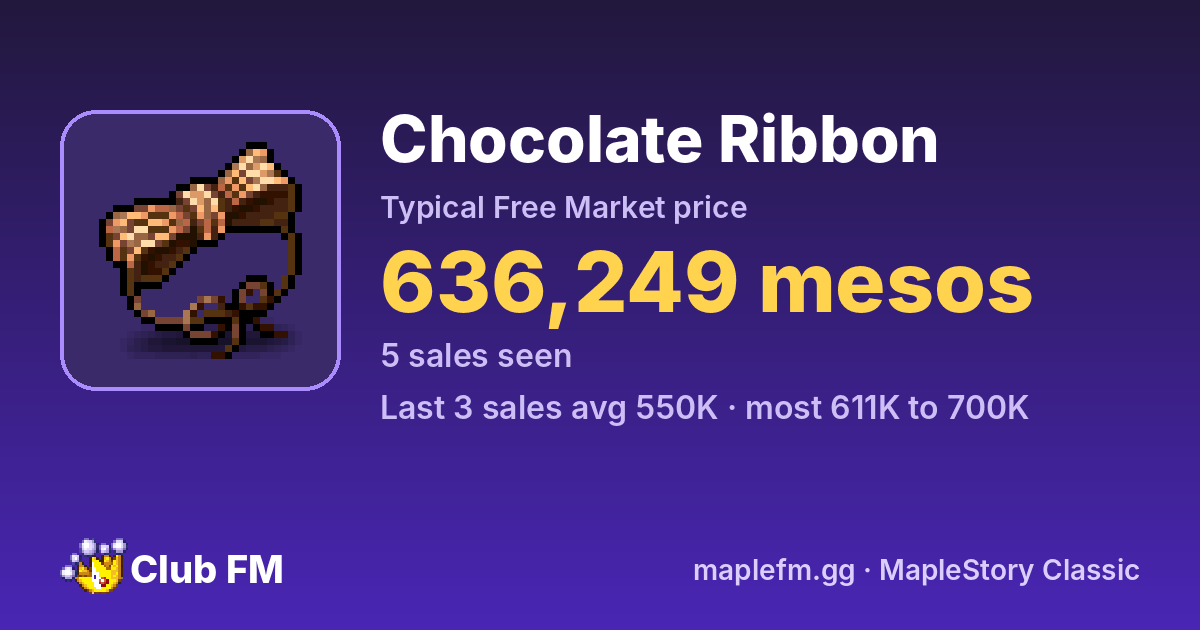 Chocolate Ribbon
Typical Free Market price
636,249 mesos
5 sales seen
Last 3 sales avg 550K · most 611K to 700K
Club FM
maplefm.gg · MapleStory Classic